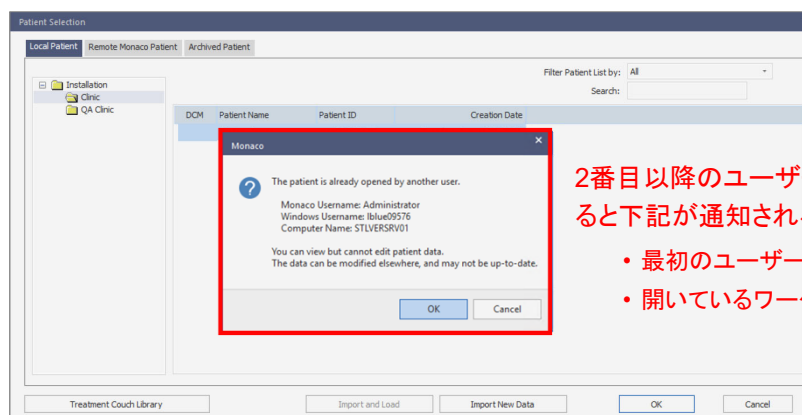 Patient Selection
Local Patient Remote Monaco Patient Archived Patient
Filter Patient List by: All
Search:
Installation
Clinic
QA Clinic
DCM Patient Name Patient ID Creation Date
Monaco
The patient is already opened by another user.
Monaco Username: Administrator
Windows Username: lblue09576
Computer Name: STLVERSRV01
You can view but cannot edit patient data.
The data can be modified elsewhere, and may not be up-to-date.
OK Cancel
2番目以降のユーザ
ると下記が通知され
• 最初のユーザー
• 開いているワー
Treatment Couch Library Import and Load Import New Data OK Cancel